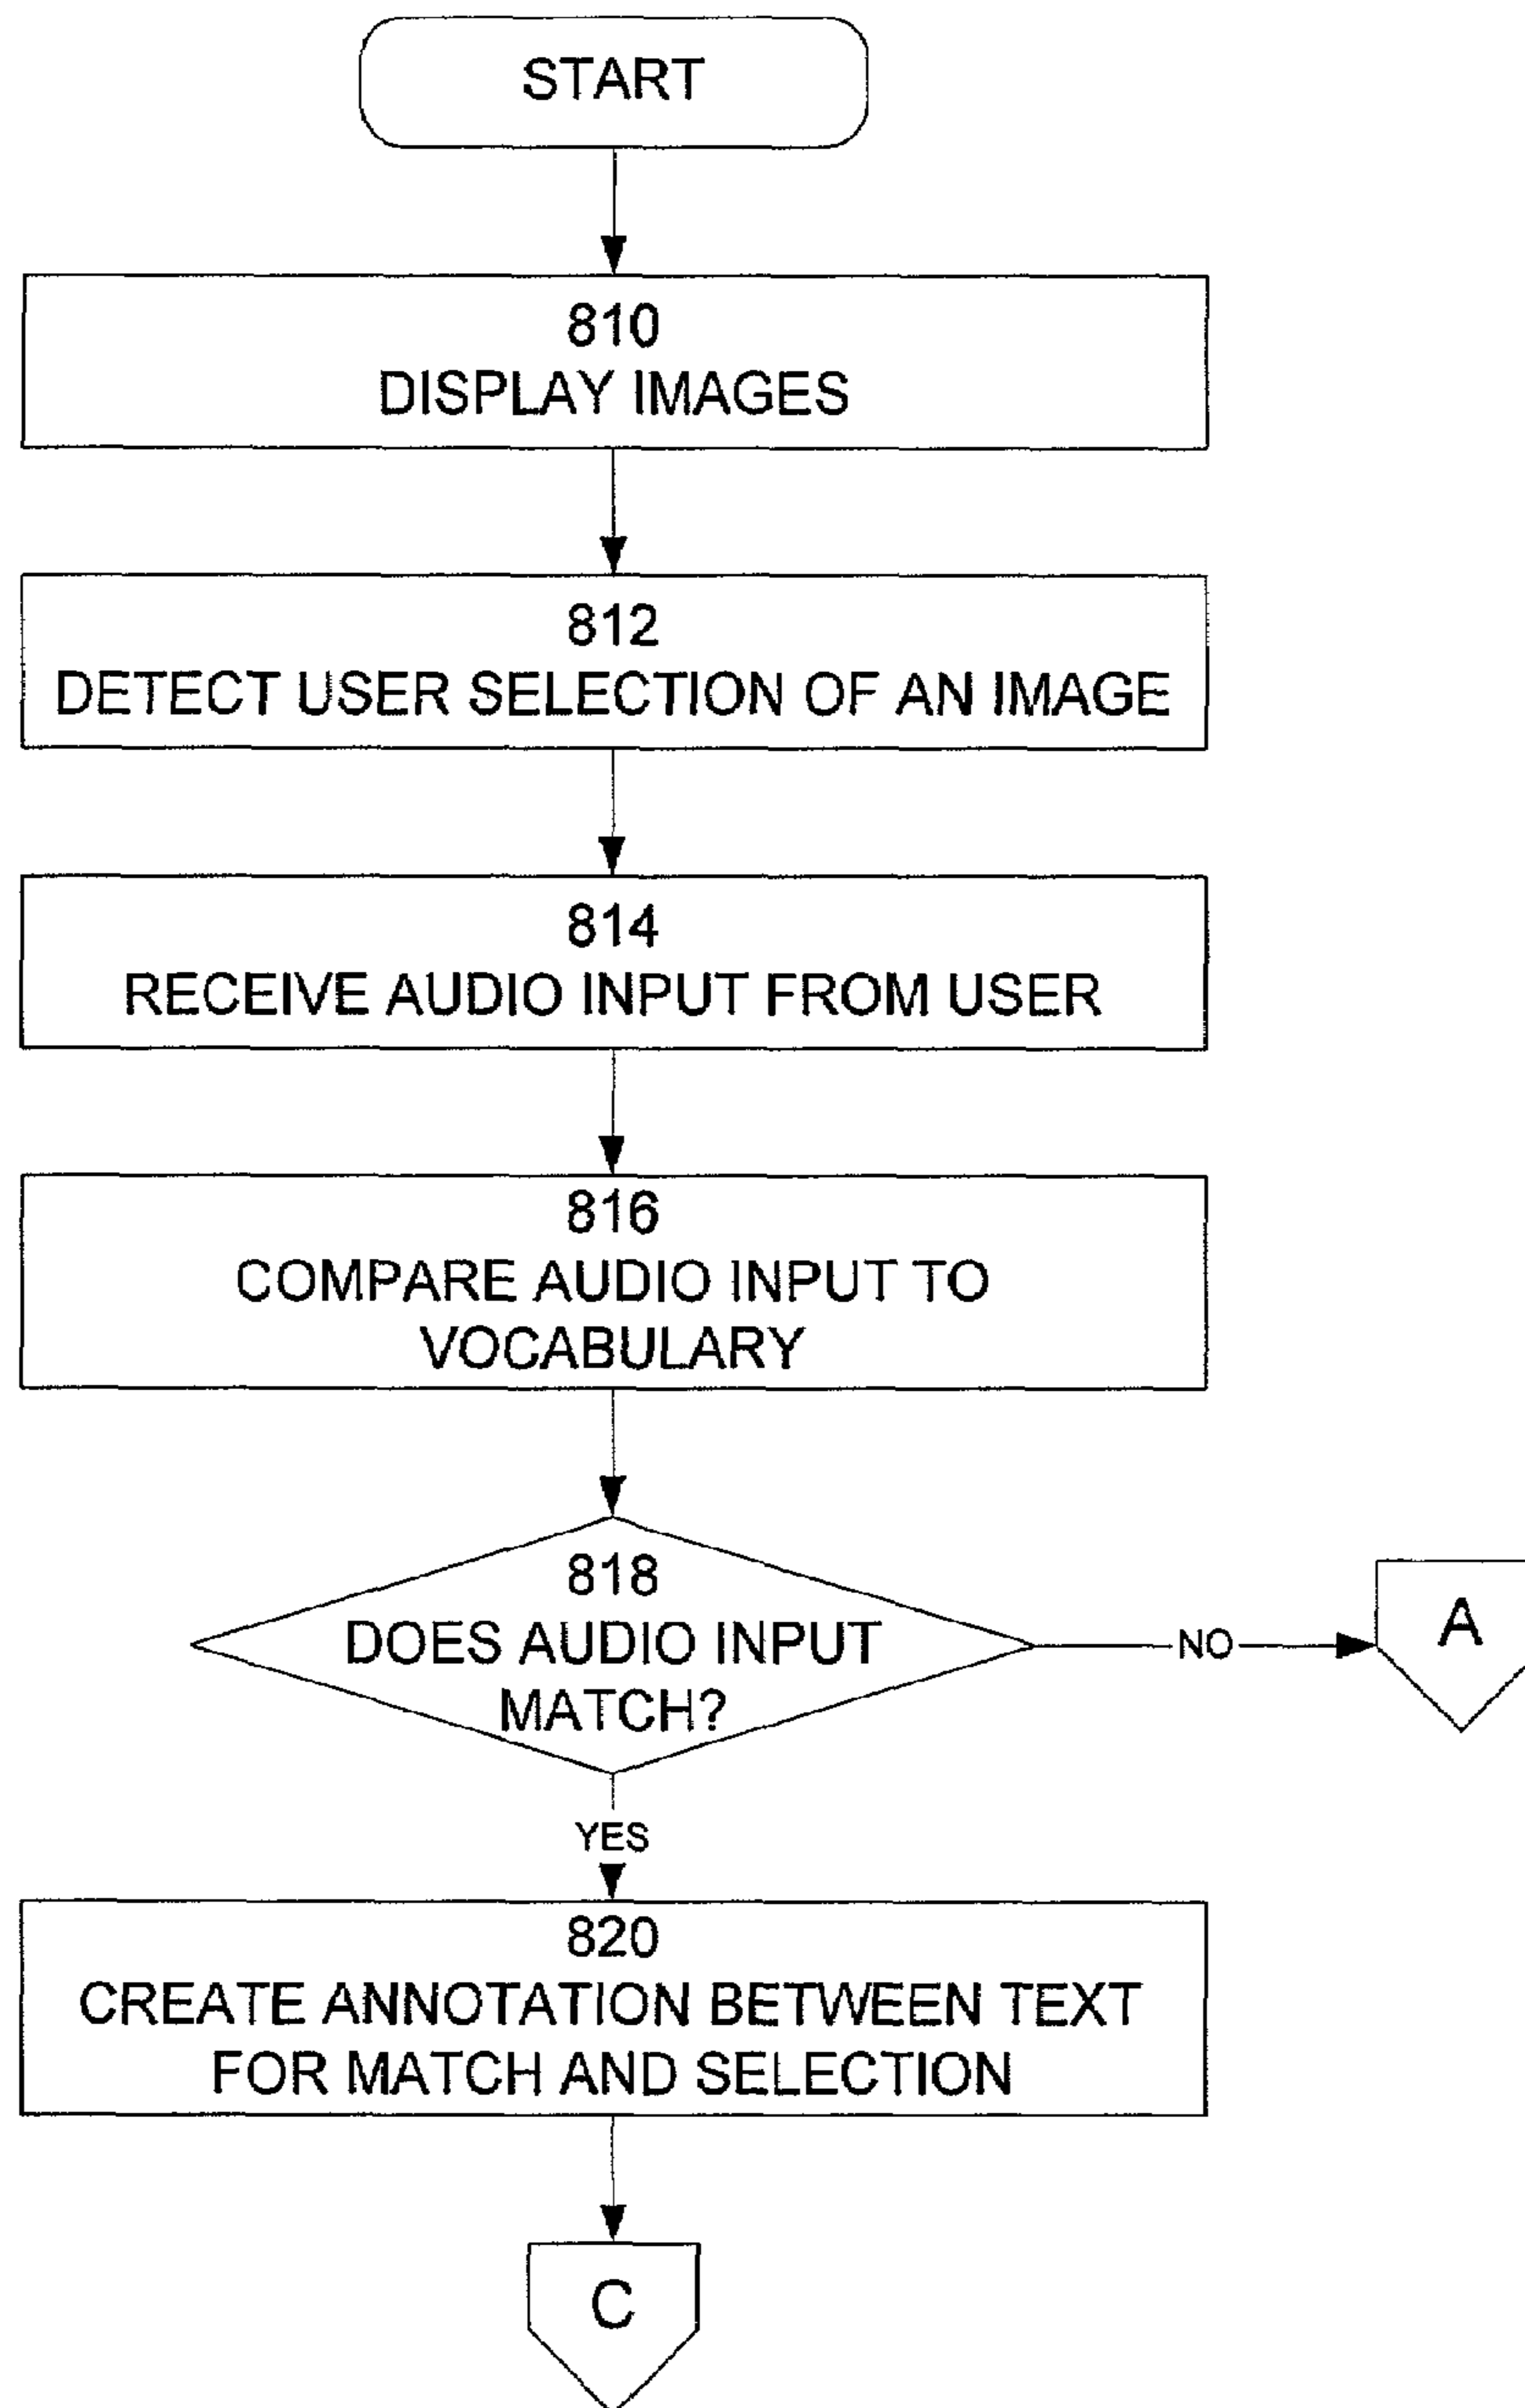 START
810
DISPLAY IMAGES
812
DETECT USER SELECTION OF AN IMAGE
814
RECEIVE AUDIO INPUT FROM USER
816
COMPARE AUDIO INPUT TO
VOCABULARY
818
DOES AUDIO INPUT
MATCH?
NO
A
YES
820
CREATE ANNOTATION BETWEEN TEXT
FOR MATCH AND SELECTION
C